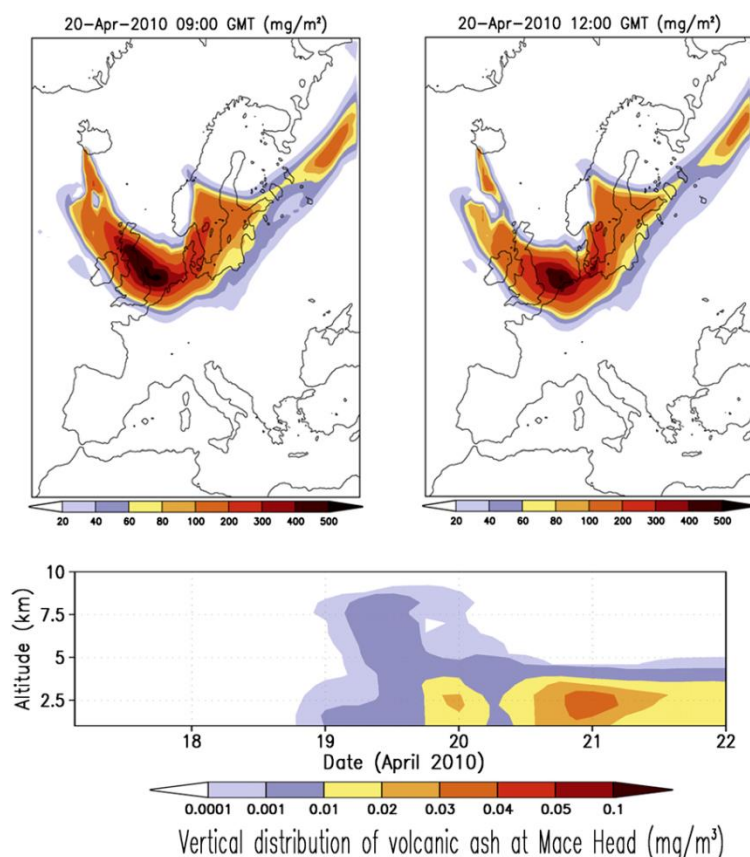 20-Apr-2010 09:00 GMT (mg/m²)
20-Apr-2010 12:00 GMT (mg/m²)
20 40 60 80 100 200 300 400 500
20 40 60 80 100 200 300 400 500
10
7.5
5
2.5
Altitude (km)
18 19 20 21 22
Date (April 2010)
0.0001 0.001 0.01 0.02 0.03 0.04 0.05 0.1
Vertical distribution of volcanic ash at Mace Head (mg/m³)